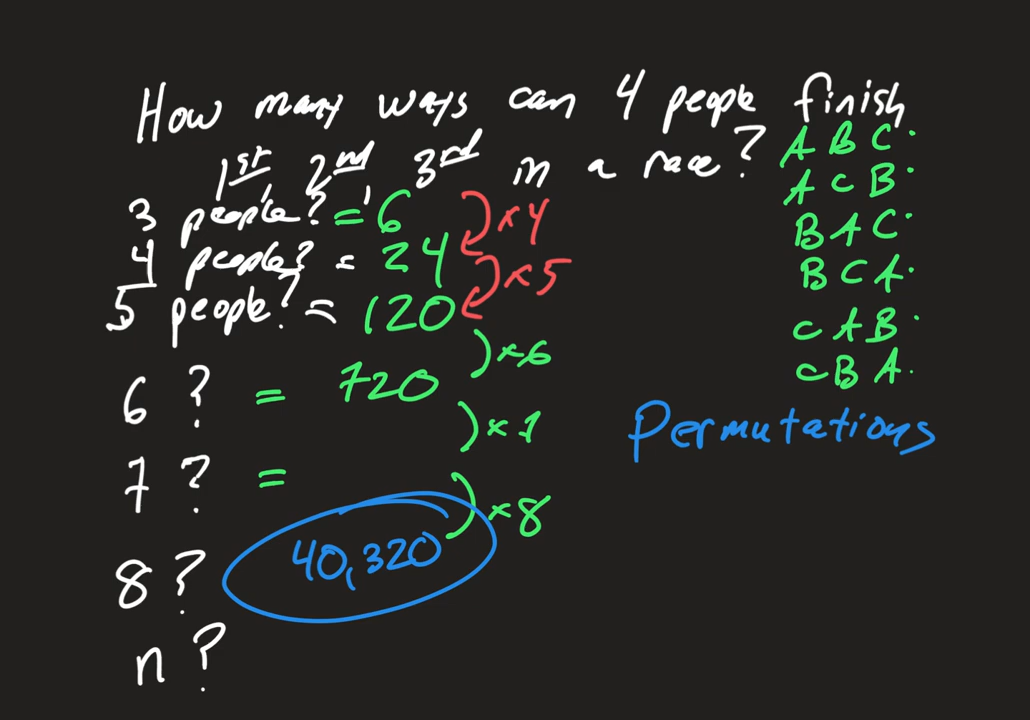 How many ways can 4 people finish
1st 2nd 3rd in a race?
3 people? = 6
4 people? = 24
5 people? = 120
6 ? = 720
7 ? =
8 ? 40,320
n ?
×4
×5
×6
×7
×8
A B C
A C B
B A C
B C A
C A B
C B A
Permutations